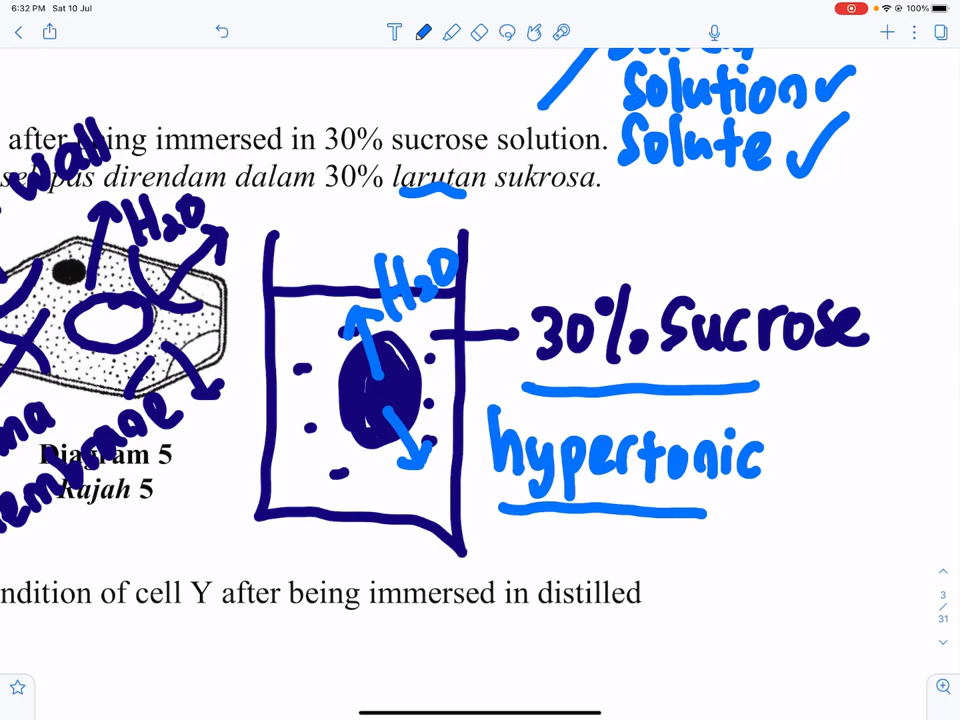 6:32 PM Sat 10 Jul
100%
T
solution ✓
solute ✓
after being immersed in 30% sucrose solution.
direndam dalam 30% larutan sukrosa.
wall
H₂O
H₂O
30% Sucrose
hypertonic
Diagram 5
Rajah 5
ndition of cell Y after being immersed in distilled
3
/
31